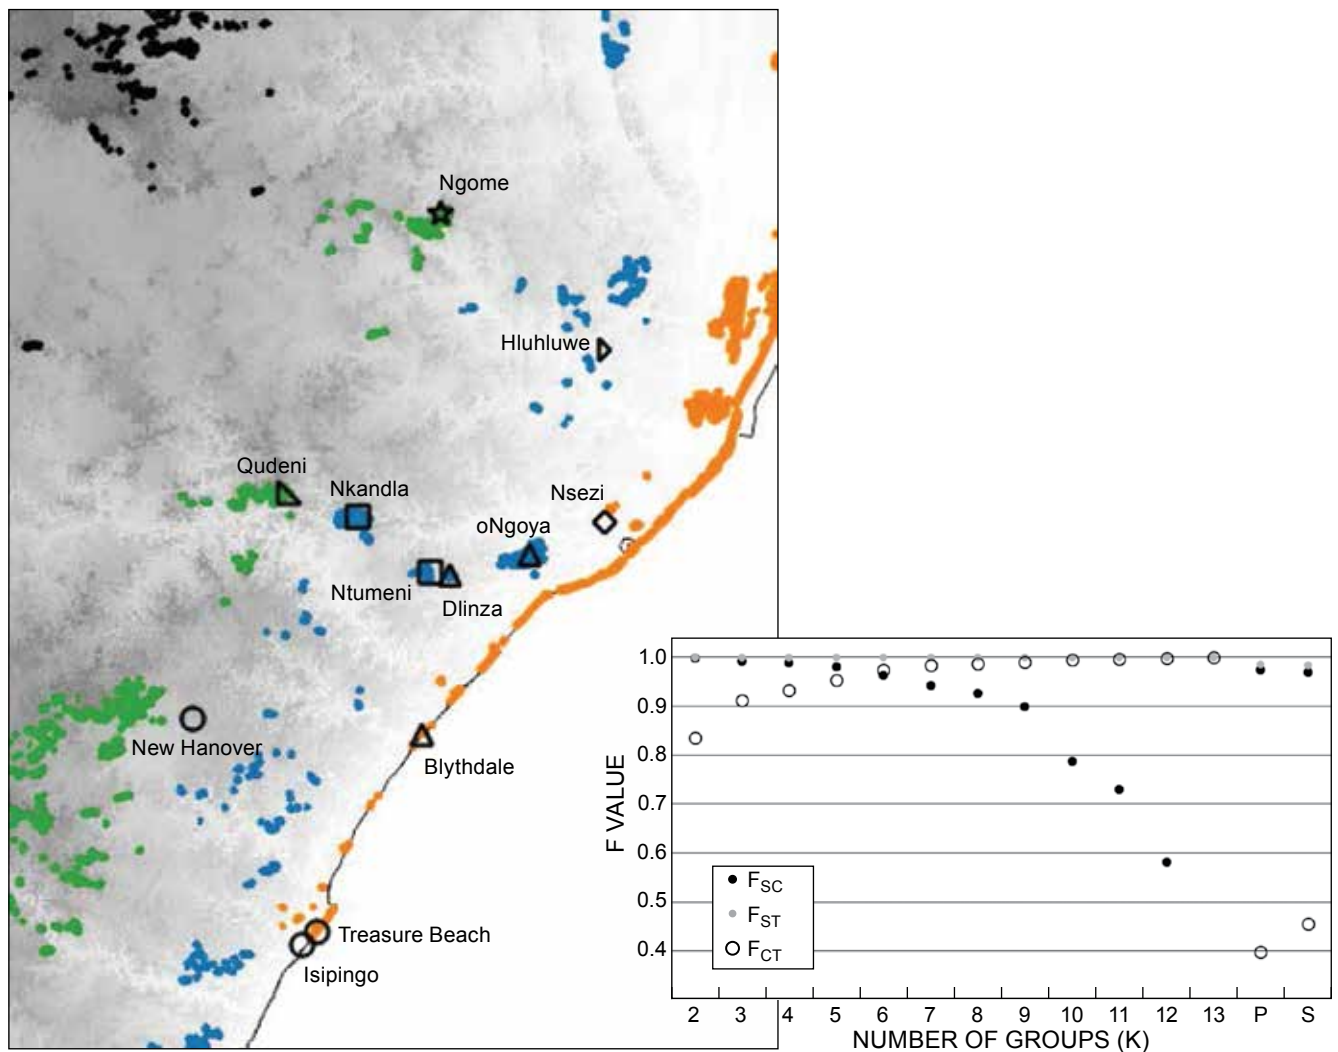 Ngome
Hluhluwe
Qudeni
Nkandla
Nsezi
oNgoya
Ntumeni
Dlinza
New Hanover
Blythdale
Treasure Beach
Isipingo
1.0
0.9
0.8
0.7
0.6
0.5
0.4
F VALUE
FSC
FST
FCT
2 3 4 5 6 7 8 9 10 11 12 13 P S
NUMBER OF GROUPS (K)